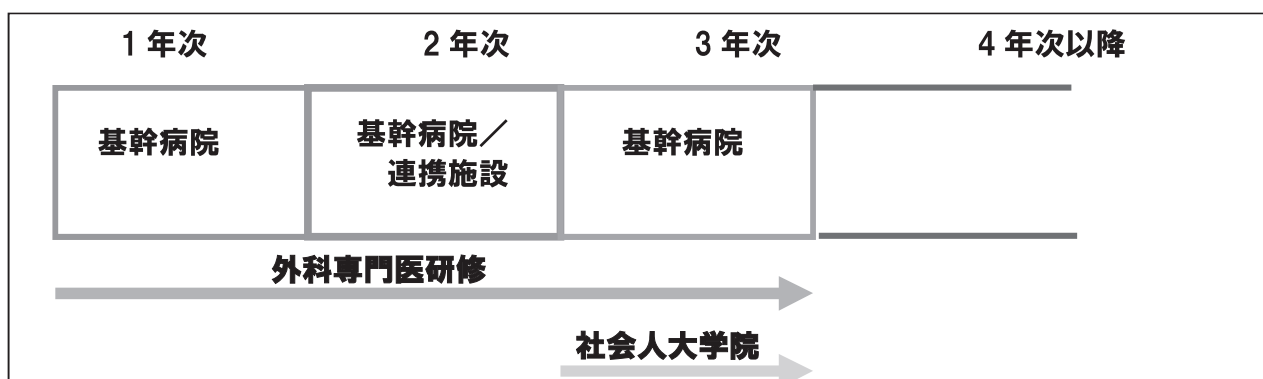 1 年次 2 年次 3 年次 4 年次以降
基幹病院 基幹病院／ 基幹病院
連携施設
外科専門医研修
社会人大学院